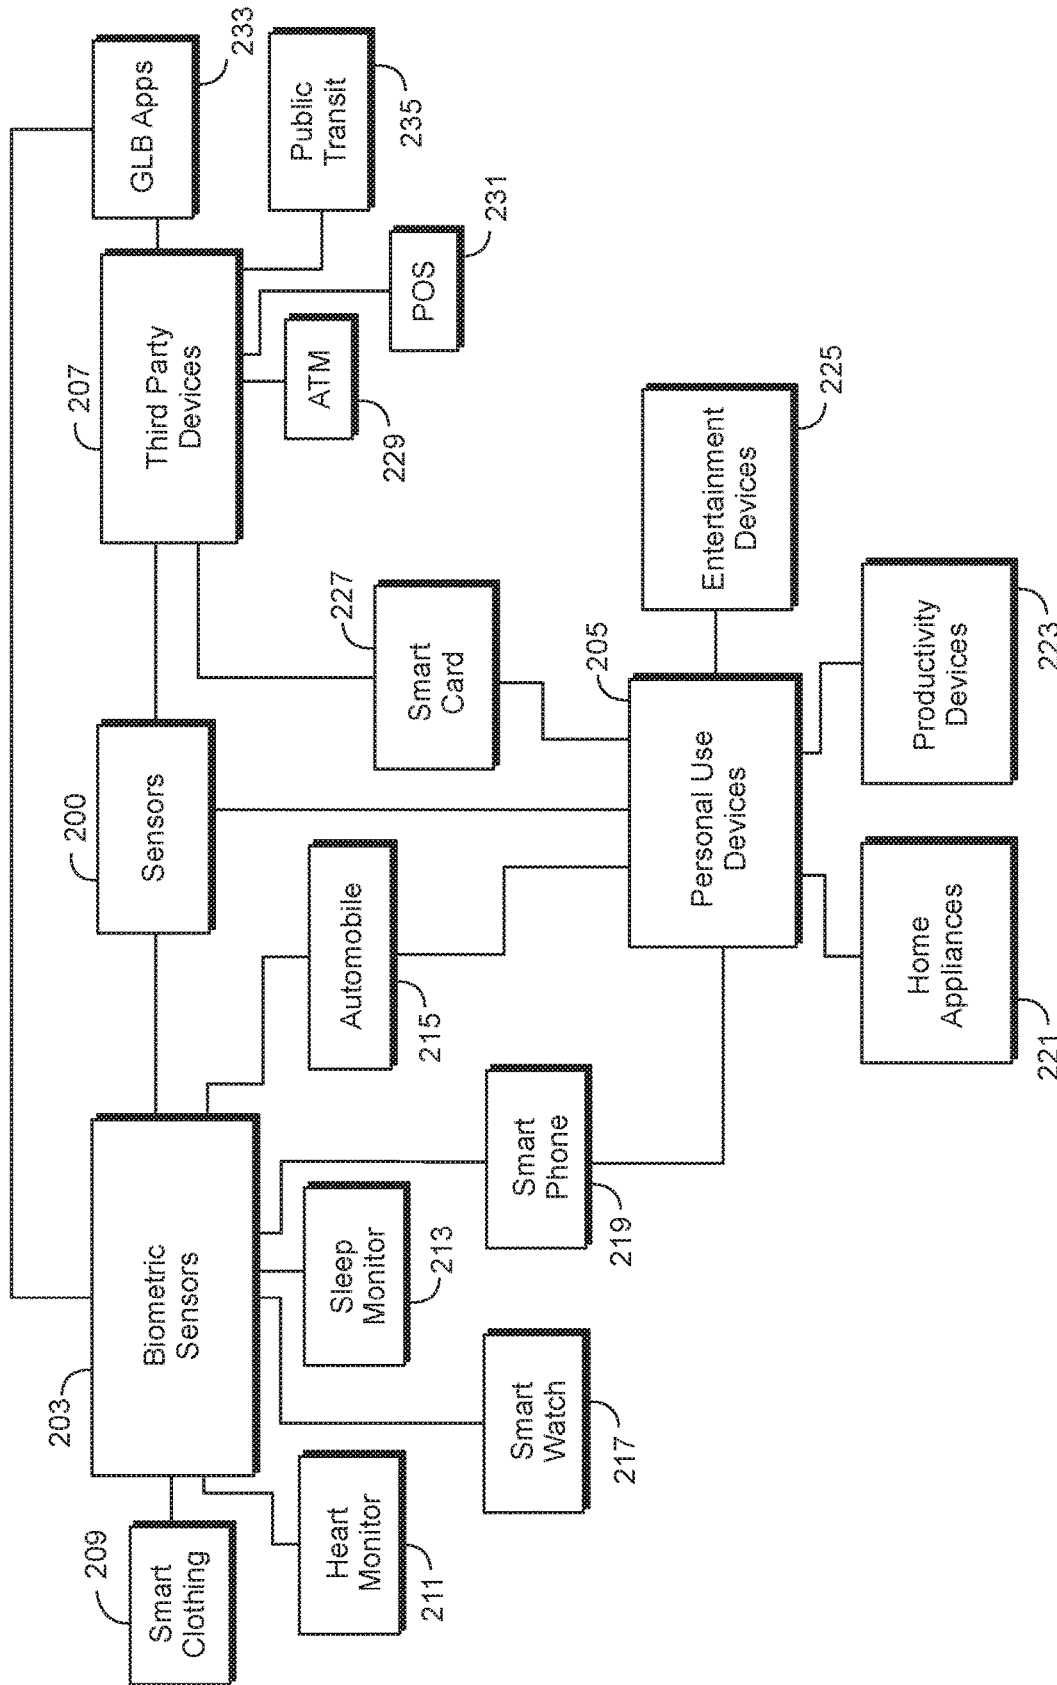 203
Biometric
Sensors
200
Sensors
207
Third Party
Devices
GLB Apps
233
209
Smart
Clothing
Heart
Monitor
211
Sleep
Monitor
213
Automobile
215
ATM
229
POS
231
Public
Transit
235
Smart
Watch
217
Smart
Phone
219
Smart
Card
227
Personal Use
Devices
205
Entertainment
Devices
225
Home
Appliances
221
Productivity
Devices
223